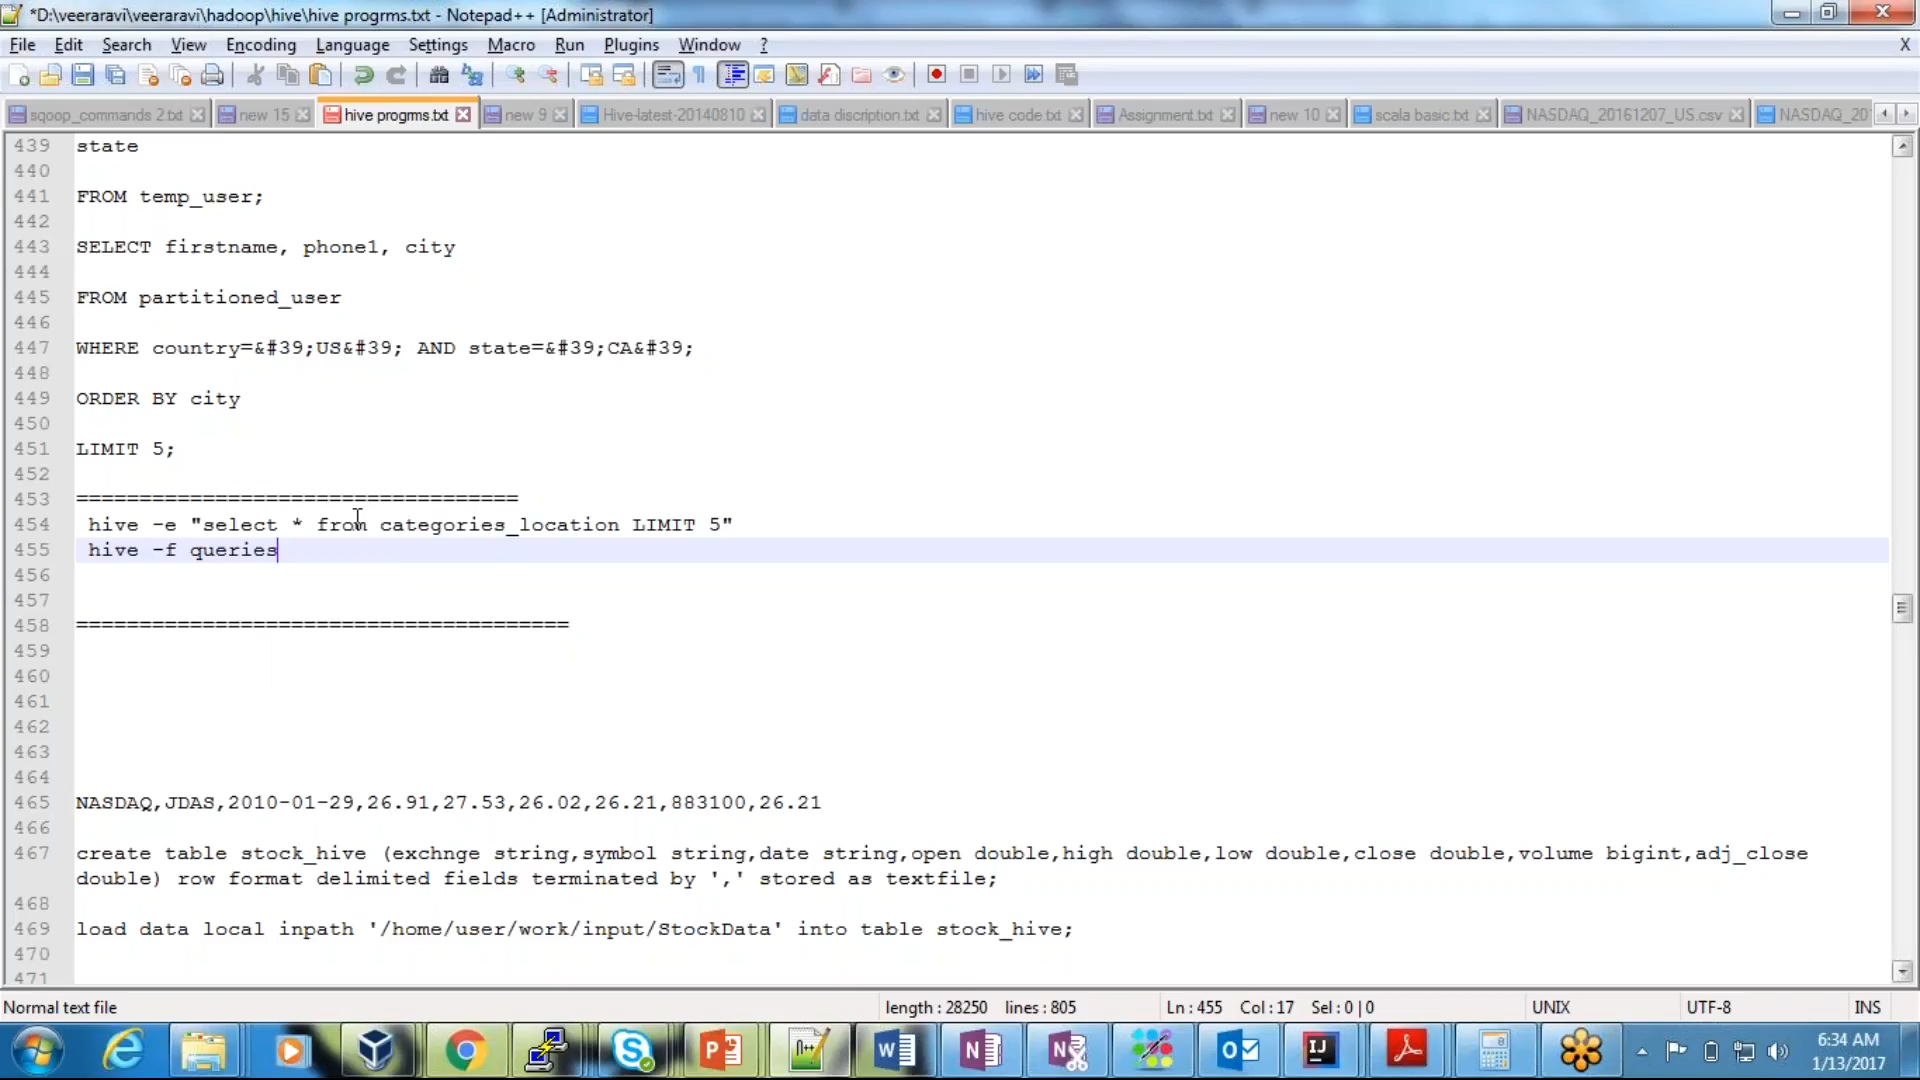 *D:\veeraravi\veeraravi\hadoop\hive\hive progrms.txt - Notepad++ [Administrator]
File Edit Search View Encoding Language Settings Macro Run Plugins Window ? X
sqoop_commands 2.txt new 15 hive progrms.txt new 9 Hive-latest-20140810 data discription.txt hive code.txt Assignment.txt new 10 scala basic.txt NASDAQ_20161207_US.csv NASDAQ_20
439 state
440
441 FROM temp_user;
442
443 SELECT firstname, phone1, city
444
445 FROM partitioned_user
446
447 WHERE country=&#39;US&#39; AND state=&#39;CA&#39;
448
449 ORDER BY city
450
451 LIMIT 5;
452
453 ===================================
454 hive -e "select * from categories_location LIMIT 5"
455 hive -f queries
456
457
458 =======================================
459
460
461
462
463
464
465 NASDAQ,JDAS,2010-01-29,26.91,27.53,26.02,26.21,883100,26.21
466
467 create table stock_hive (exchnge string,symbol string,date string,open double,high double,low double,close double,volume bigint,adj_close
double) row format delimited fields terminated by ',' stored as textfile;
468
469 load data local inpath '/home/user/work/input/StockData' into table stock_hive;
470
471
Normal text file length : 28250 lines : 805 Ln : 455 Col : 17 Sel : 0 | 0 UNIX UTF-8 INS
6:34 AM
1/13/2017